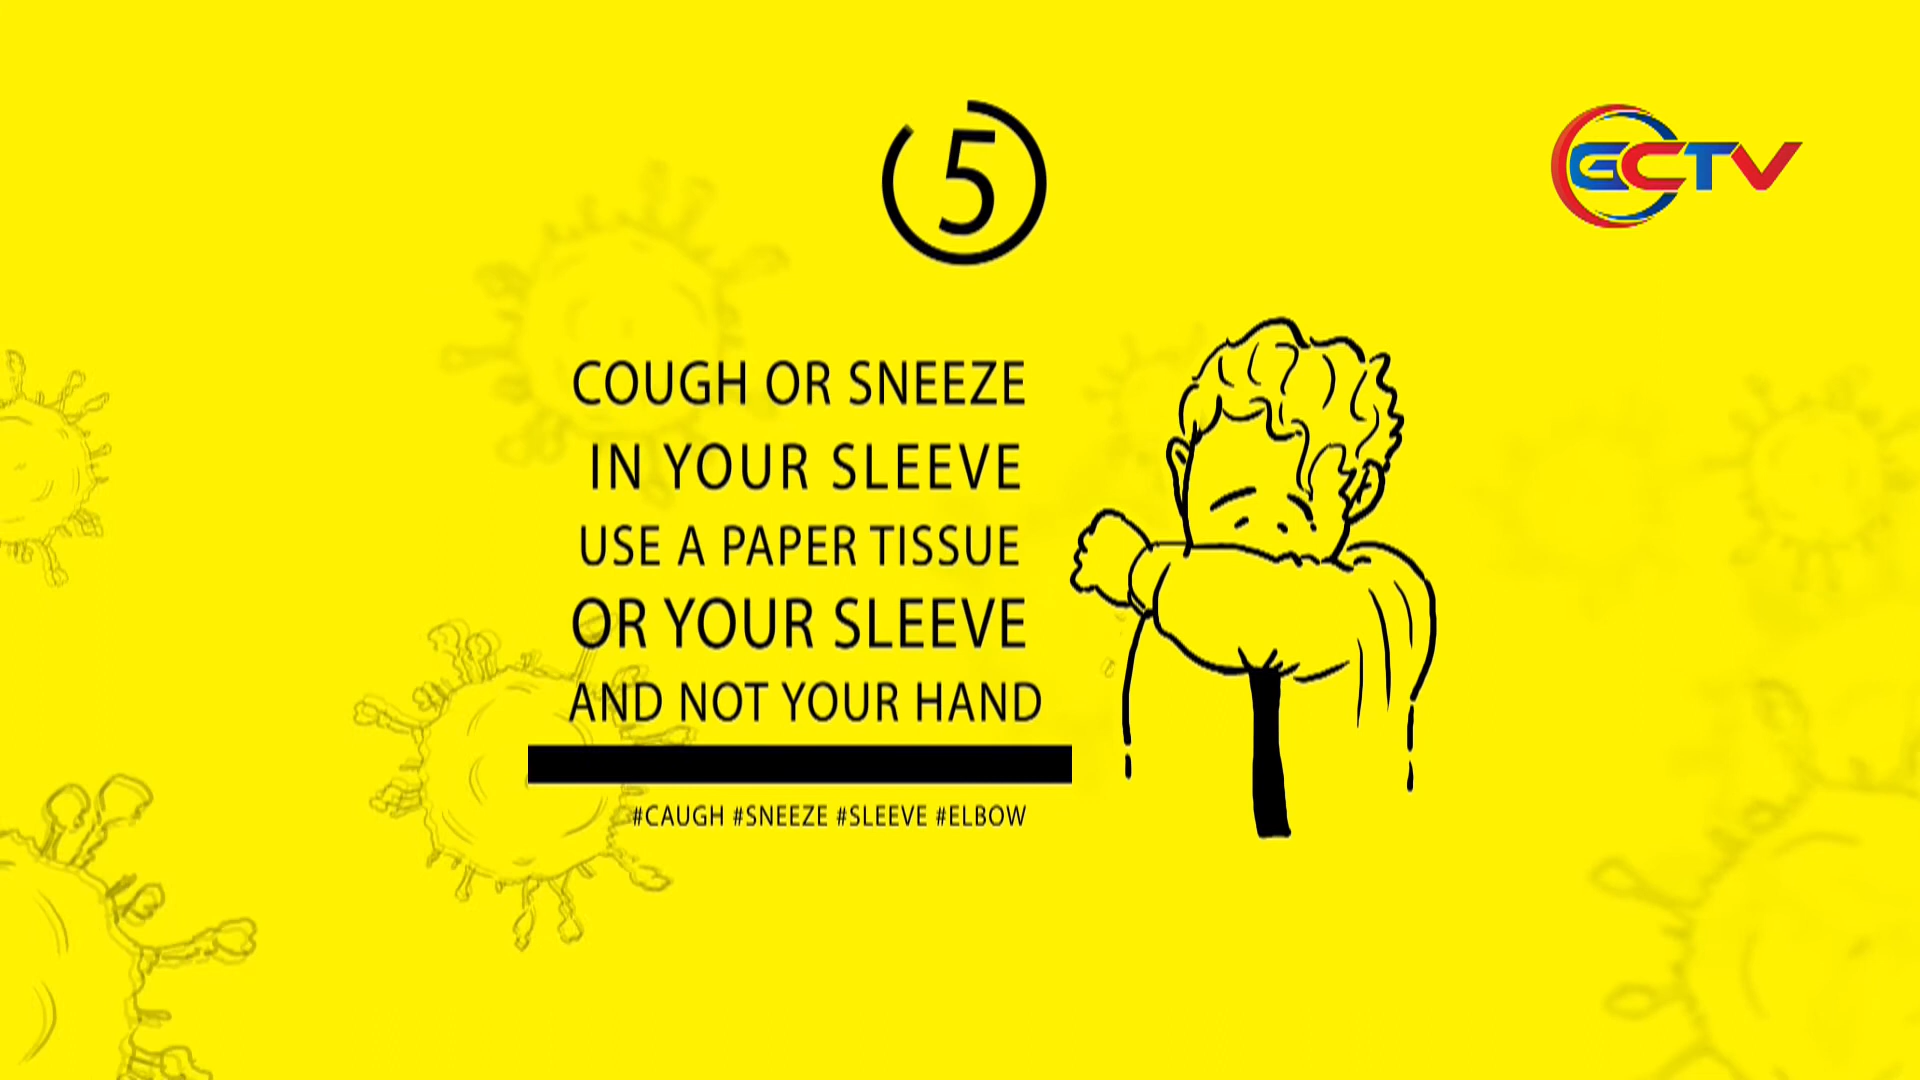 5
GCTV
COUGH OR SNEEZE
IN YOUR SLEEVE
USE A PAPER TISSUE
OR YOUR SLEEVE
AND NOT YOUR HAND
#CAUGH #SNEEZE #SLEEVE #ELBOW